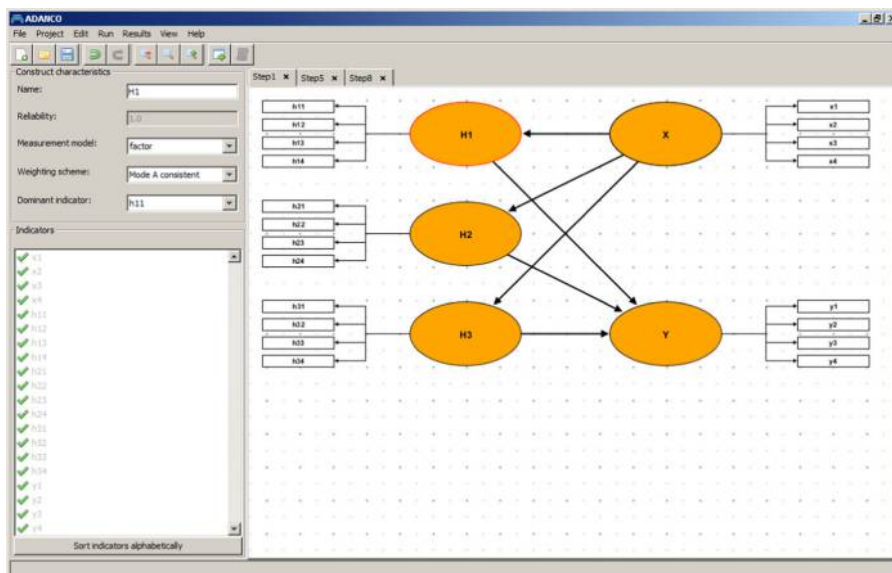 ADANCO
File Project Edit Run Results View Help
Construct characteristics
Name: H1
Reliability: 1.0
Measurement model: factor
Weighting scheme: Mode A consistent
Dominant indicator: h11
Indicators
x1
x2
x3
x4
h11
h12
h13
h14
h21
h22
h23
h24
h31
h32
h33
h34
y1
y2
y3
y4
Sort indicators alphabetically
Step1 Step5 Step8
h11
h12
h13
h14
H1
X
x1
x2
x3
x4
h21
h22
h23
h24
H2
h31
h32
h33
h34
H3
Y
y1
y2
y3
y4